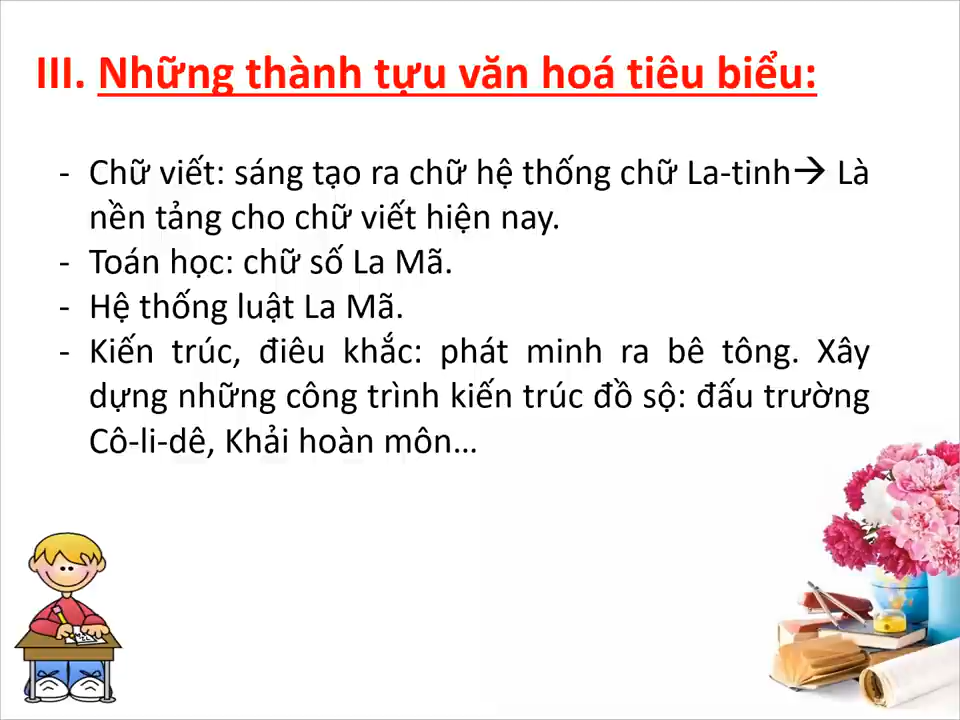 III. Những thành tựu văn hoá tiêu biểu:
- Chữ viết: sáng tạo ra chữ hệ thống chữ La-tinh→ Là
nền tảng cho chữ viết hiện nay.
- Toán học: chữ số La Mã.
- Hệ thống luật La Mã.
- Kiến trúc, điêu khắc: phát minh ra bê tông. Xây
dựng những công trình kiến trúc đồ sộ: đấu trường
Cô-li-dê, Khải hoàn môn...